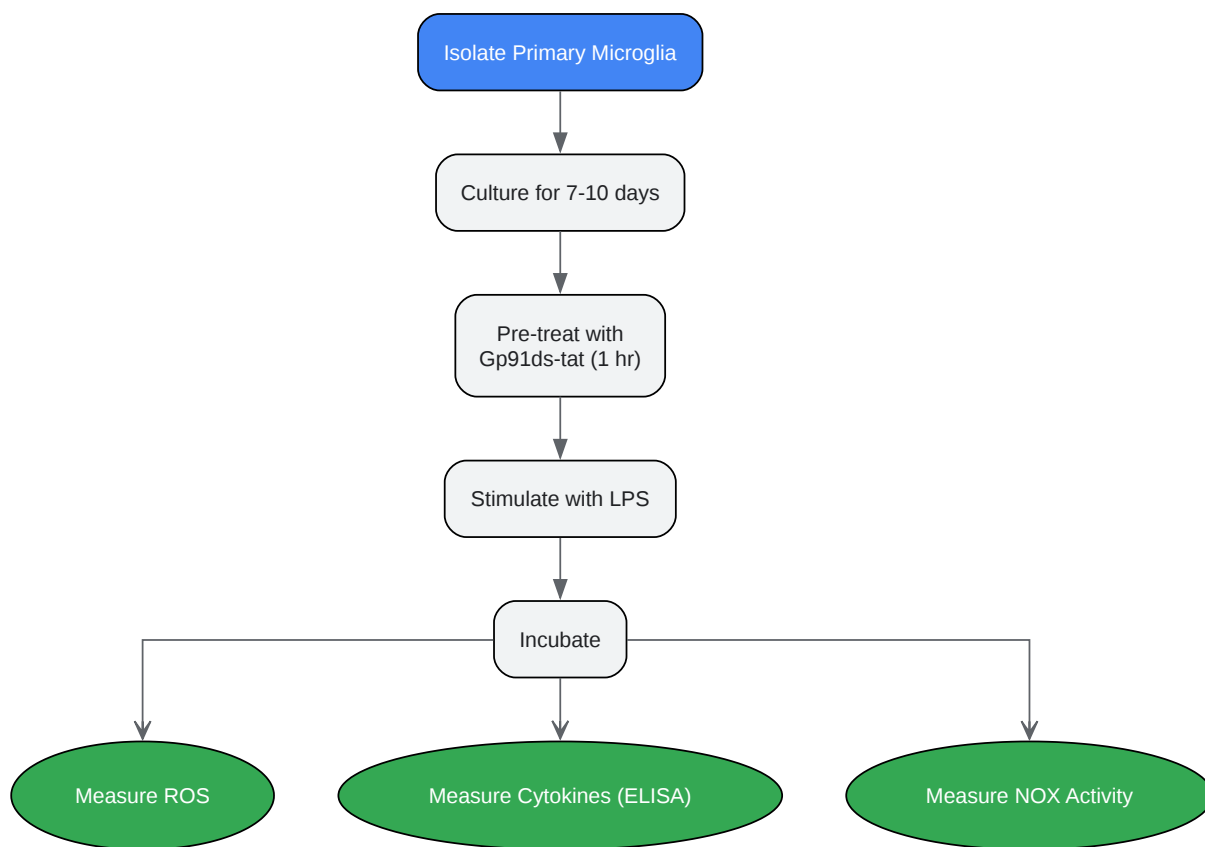 Isolate Primary Microglia
Culture for 7-10 days
Pre-treat with
Gp91ds-tat (1 hr)
Stimulate with LPS
Incubate
Measure ROS
Measure Cytokines (ELISA)
Measure NOX Activity